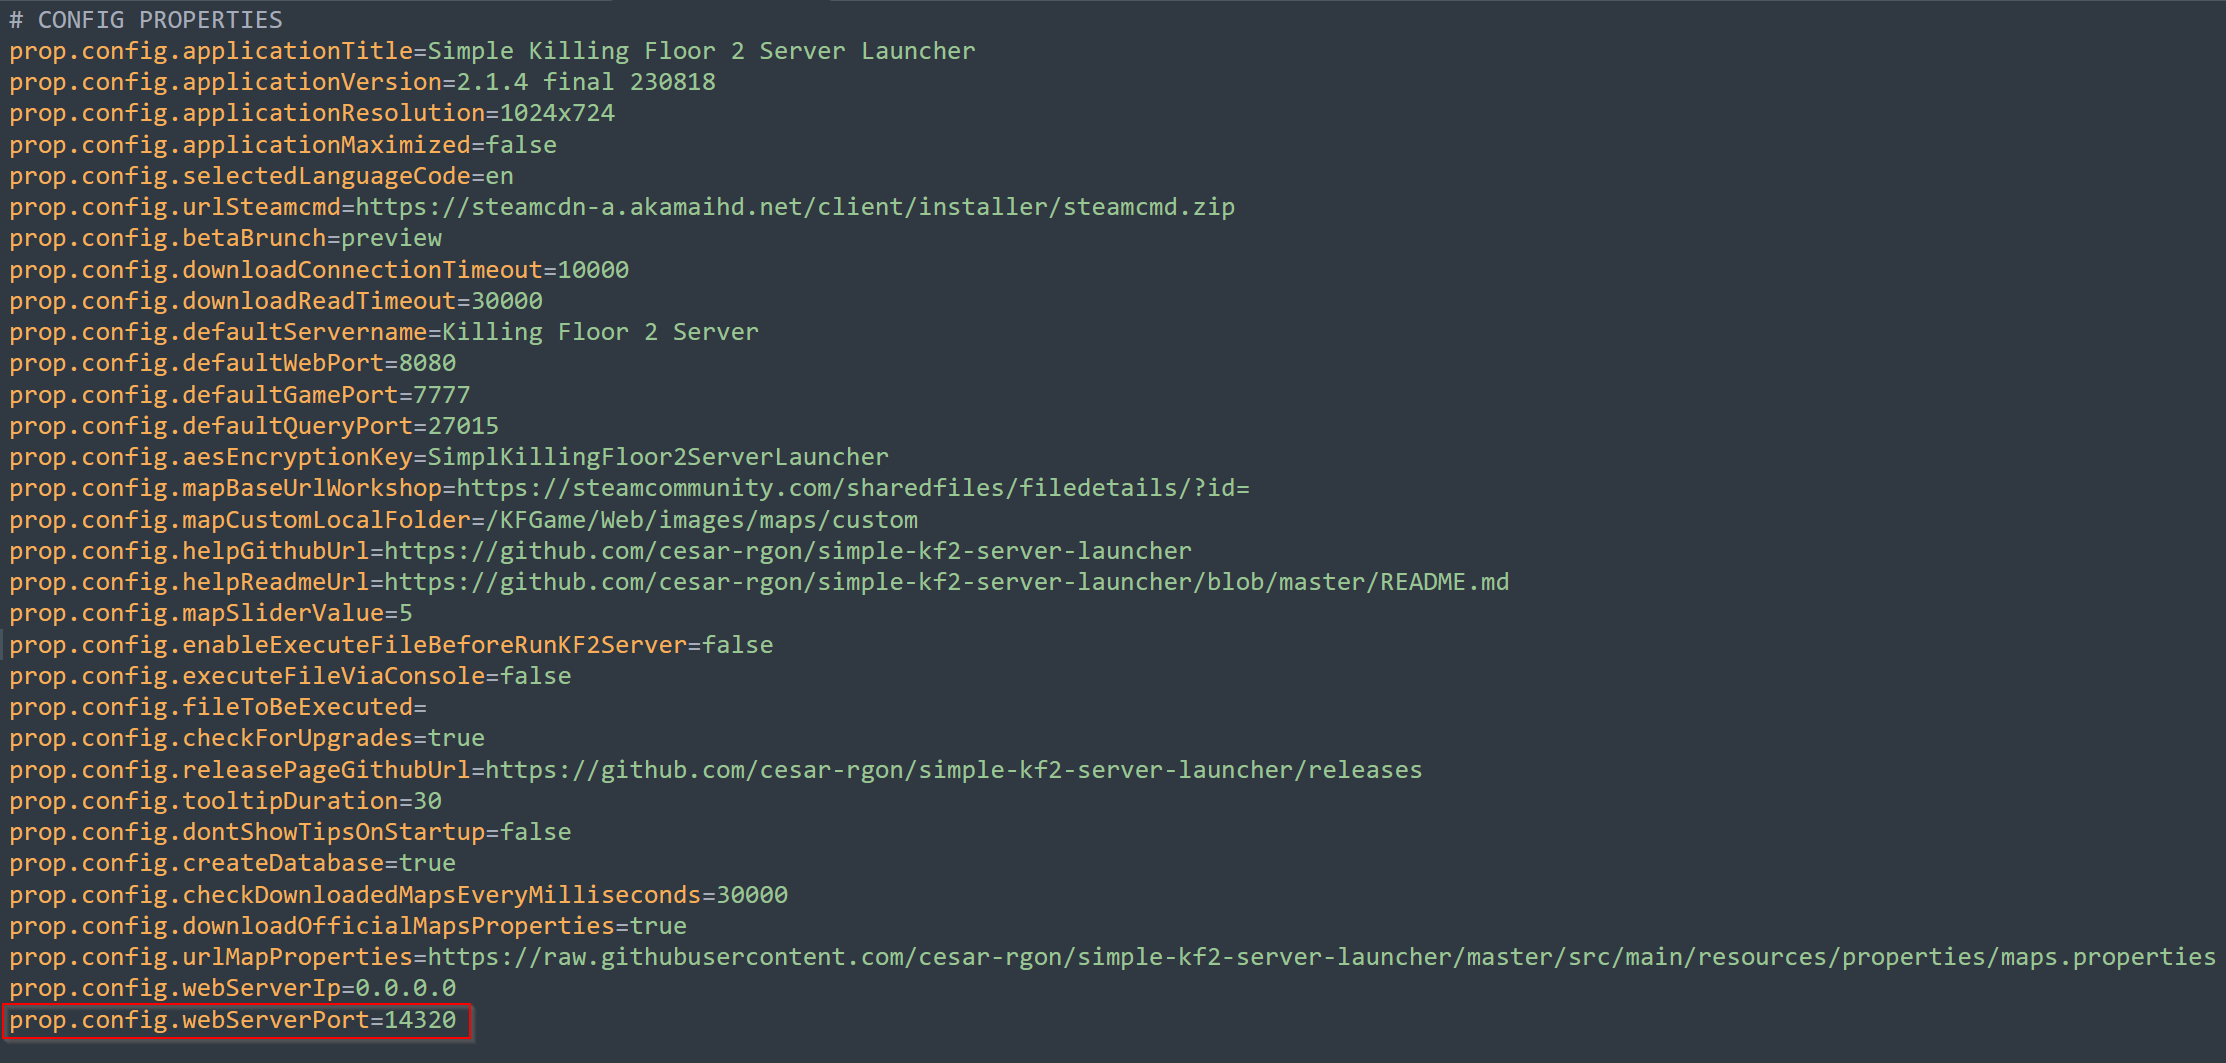 # CONFIG PROPERTIES
prop.config.applicationTitle=Simple Killing Floor 2 Server Launcher
prop.config.applicationVersion=2.1.4 final 230818
prop.config.applicationResolution=1024x724
prop.config.applicationMaximized=false
prop.config.selectedLanguageCode=en
prop.config.urlSteamcmd=https://steamcdn-a.akamaihd.net/client/installer/steamcmd.zip
prop.config.betaBrunch=preview
prop.config.downloadConnectionTimeout=10000
prop.config.downloadReadTimeout=30000
prop.config.defaultServername=Killing Floor 2 Server
prop.config.defaultWebPort=8080
prop.config.defaultGamePort=7777
prop.config.defaultQueryPort=27015
prop.config.aesEncryptionKey=SimplKillingFloor2ServerLauncher
prop.config.mapBaseUrlWorkshop=https://steamcommunity.com/sharedfiles/filedetails/?id=
prop.config.mapCustomLocalFolder=/KFGame/Web/images/maps/custom
prop.config.helpGithubUrl=https://github.com/cesar-rgon/simple-kf2-server-launcher
prop.config.helpReadmeUrl=https://github.com/cesar-rgon/simple-kf2-server-launcher/blob/master/README.md
prop.config.mapSliderValue=5
prop.config.enableExecuteFileBeforeRunKF2Server=false
prop.config.executeFileViaConsole=false
prop.config.fileToBeExecuted=
prop.config.checkForUpgrades=true
prop.config.releasePageGithubUrl=https://github.com/cesar-rgon/simple-kf2-server-launcher/releases
prop.config.tooltipDuration=30
prop.config.dontShowTipsOnStartup=false
prop.config.createDatabase=true
prop.config.checkDownloadedMapsEveryMilliseconds=30000
prop.config.downloadOfficialMapsProperties=true
prop.config.urlMapProperties=https://raw.githubusercontent.com/cesar-rgon/simple-kf2-server-launcher/master/src/main/resources/properties/maps.properties
prop.config.webServerIp=0.0.0.0
prop.config.webServerPort=14320